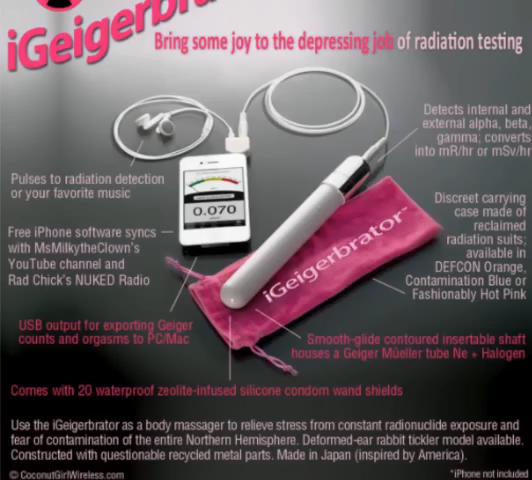 iGeigerbrator
Bring some joy to the depressing job of radiation testing
Detects internal and
external alpha, beta,
gamma; converts
into mR/hr or mSv/hr
Pulses to radiation detection
or your favorite music
0.070
Discreet carrying
case made of
reclaimed
radiation suits;
available in
DEFCON Orange,
Contamination Blue or
Fashionably Hot Pink
Free iPhone software syncs
with MsMilkytheClown's
YouTube channel and
Rad Chick's NUKED Radio
iGeigerbrator™
USB output for exporting Geiger
counts and orgasms to PC/Mac
Smooth-glide contoured insertable shaft
houses a Geiger Müeller tube Ne + Halogen
Comes with 20 waterproof zeolite-infused silicone condom wand shields
Use the iGeigerbrator as a body massager to relieve stress from constant radionuclide exposure and
fear of contamination of the entire Northern Hemisphere. Deformed-ear rabbit tickler model available.
Constructed with questionable recycled metal parts. Made in Japan (inspired by America).
© CoconutGirlWireless.com
*iPhone not included